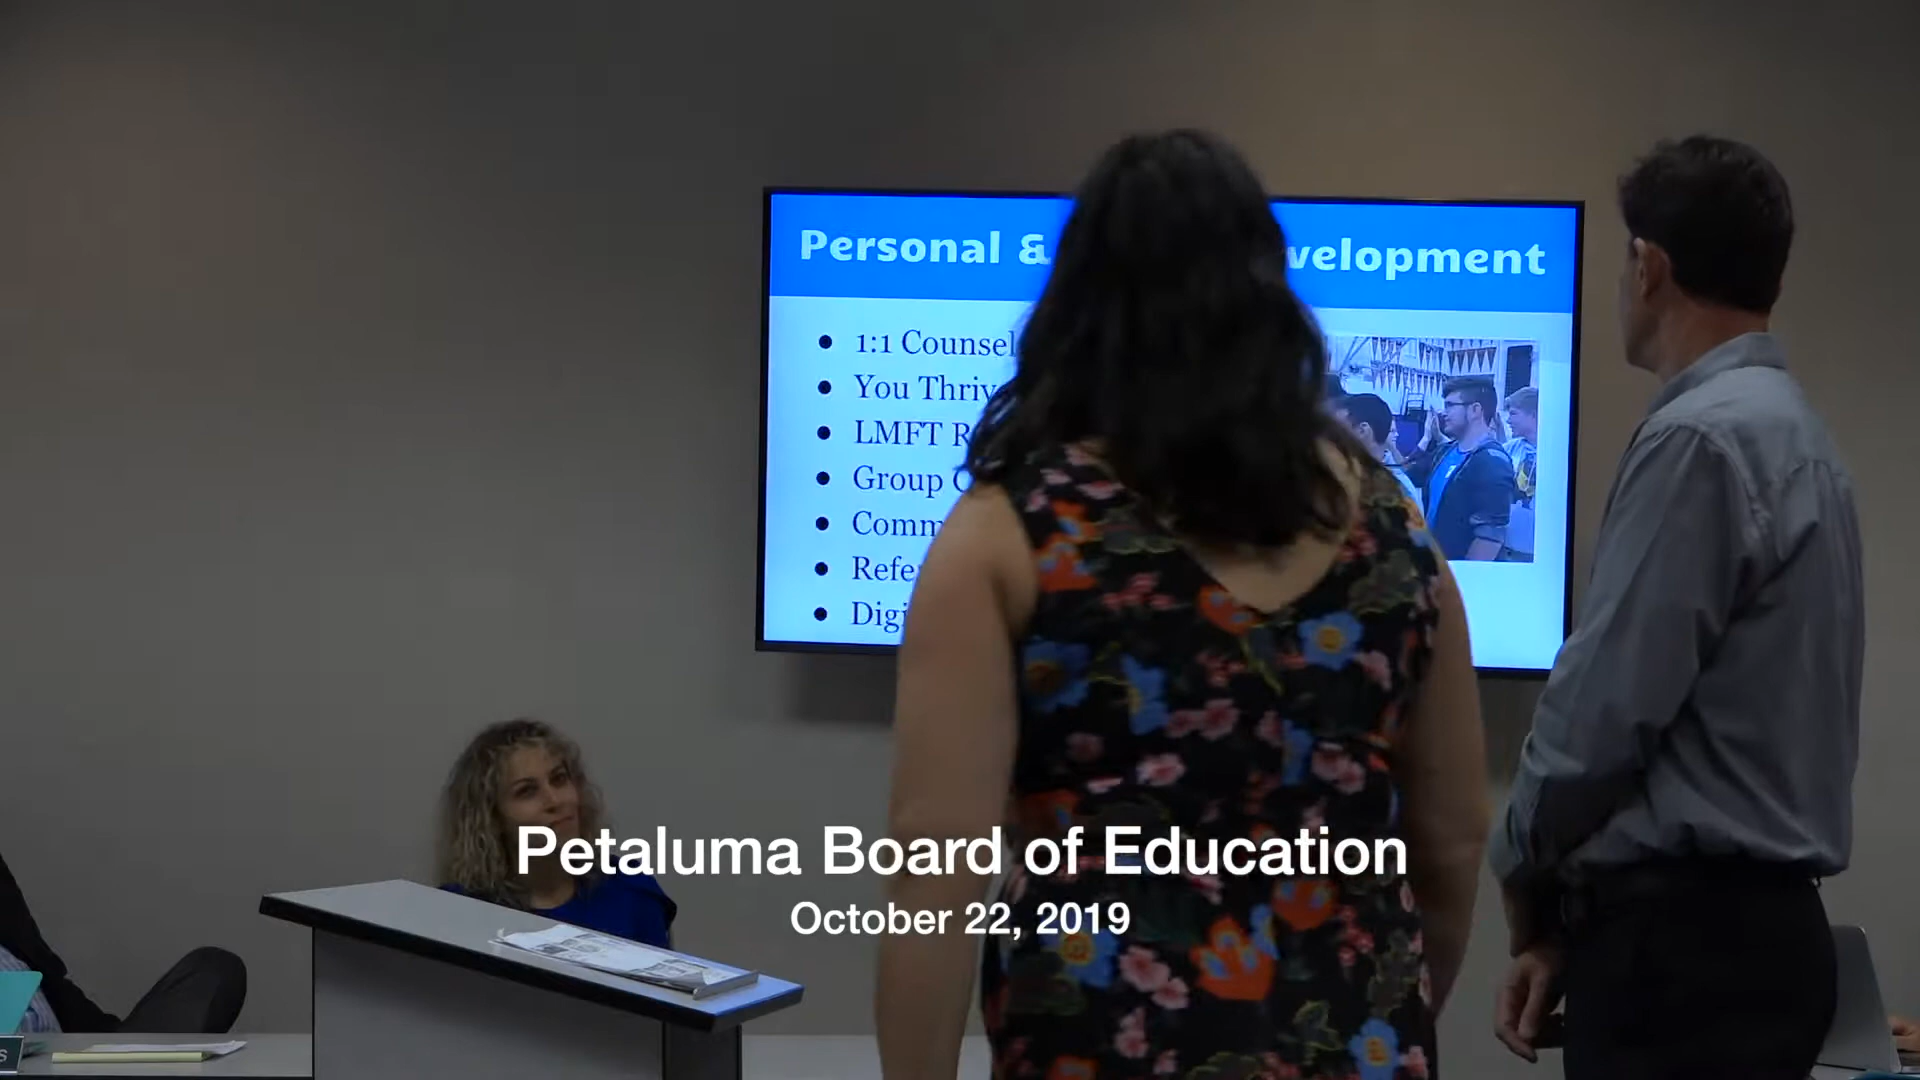 Personal & velopment
• 1:1 Counsel
• You Thriv
• LMFT R
• Group
• Comm
• Refe
• Digi
Petaluma Board of Education
October 22, 2019
S